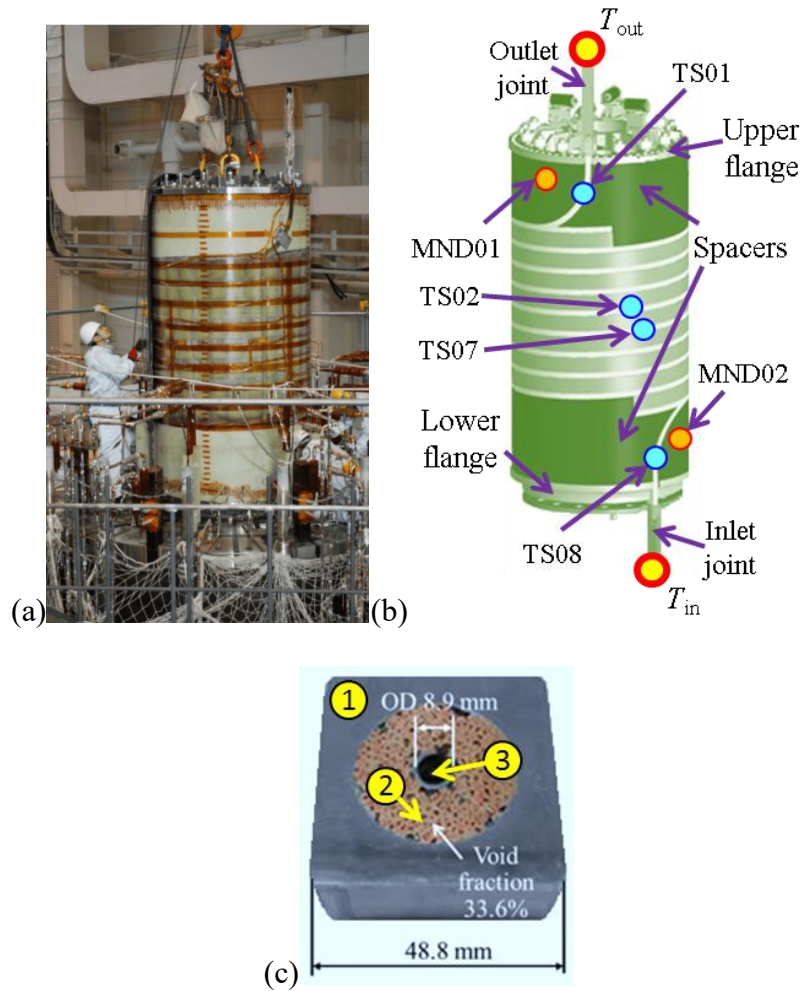 T_out
Outlet
joint
TS01
Upper
flange
MND01
Spacers
TS02
TS07
MND02
Lower
flange
TS08
Inlet
joint
T_in
(a)
(b)
1
OD 8.9 mm
3
2
Void
fraction
33.6%
48.8 mm
(c)